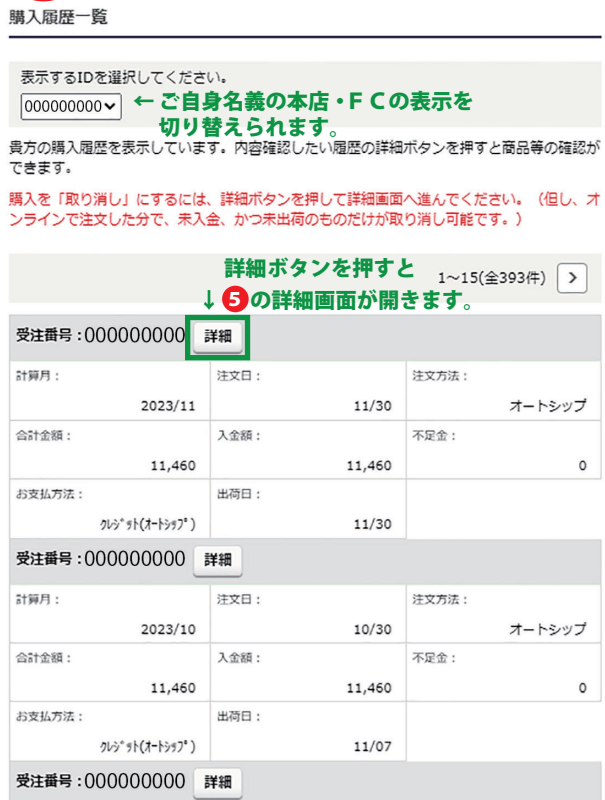 購入履歴一覧
表示するIDを選択してください。
000000000
←ご自身名義の本店・FCの表示を
切り替えられます。
貴方の購入履歴を表示しています。内容確認したい履歴の詳細ボタンを押すと商品等の確認が
できます。
購入を「取り消し」にするには、詳細ボタンを押して詳細画面へ進んでください。（但し、オ
ンラインで注文した分で、未入金、かつ未出荷のものだけが取り消し可能です。）
詳細ボタンを押すと
↓❺の詳細画面が開きます。
1～15(全393件) >
受注番号：000000000 詳細
計算月： 注文日： 注文方法：
2023/11 11/30 オートシップ
合計金額： 入金額： 不足金：
11,460 11,460 0
お支払方法： 出荷日：
ｸﾚｼﾞｯﾄ(ｵｰﾄｼｯﾌﾟ) 11/30
受注番号：000000000 詳細
計算月： 注文日： 注文方法：
2023/10 10/30 オートシップ
合計金額： 入金額： 不足金：
11,460 11,460 0
お支払方法： 出荷日：
ｸﾚｼﾞｯﾄ(ｵｰﾄｼｯﾌﾟ) 11/07
受注番号：000000000 詳細